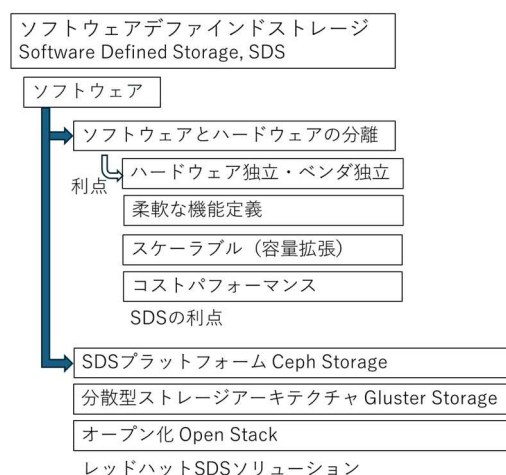 ソフトウェアデファインドストレージ
Software Defined Storage, SDS
ソフトウェア
ソフトウェアとハードウェアの分離
利点
ハードウェア独立・ベンダ独立
柔軟な機能定義
スケーラブル（容量拡張）
コストパフォーマンス
SDSの利点
SDSプラットフォーム Ceph Storage
分散型ストレージアーキテクチャ Gluster Storage
オープン化 Open Stack
レッドハットSDSソリューション